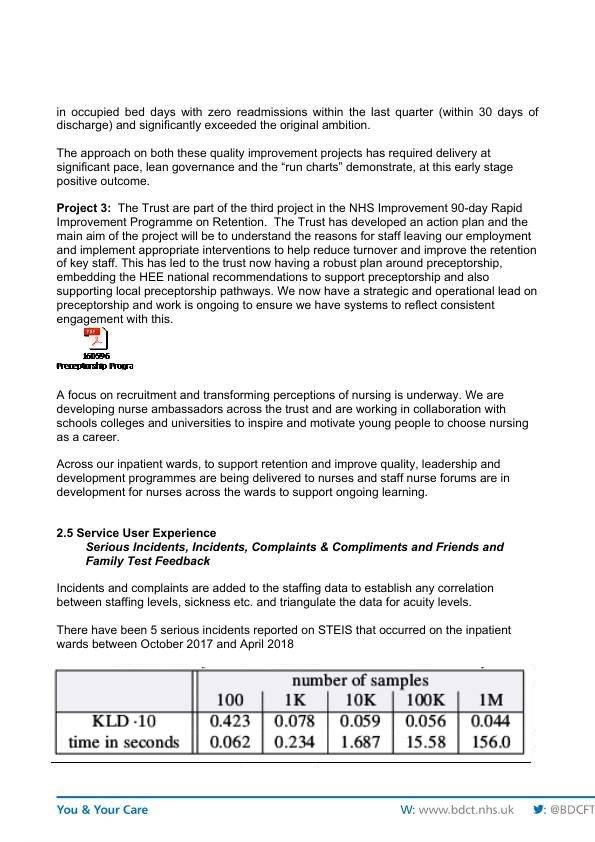 in occupied bed days with zero readmissions within the last quarter (within 30 days of
discharge) and significantly exceeded the original ambition.
The approach on both these quality improvement projects has required delivery at
significant pace, lean governance and the “run charts” demonstrate, at this early stage
positive outcome.
Project 3: The Trust are part of the third project in the NHS Improvement 90-day Rapid
Improvement Programme on Retention. The Trust has developed an action plan and the
main aim of the project will be to understand the reasons for staff leaving our employment
and implement appropriate interventions to help reduce turnover and improve the retention
of key staff. This has led to the trust now having a robust plan around preceptorship,
embedding the HEE national recommendations to support preceptorship and also
supporting local preceptorship pathways. We now have a strategic and operational lead on
preceptorship and work is ongoing to ensure we have systems to reflect consistent
engagement with this.
PDF
160596
Preceptorship Progra
A focus on recruitment and transforming perceptions of nursing is underway. We are
developing nurse ambassadors across the trust and are working in collaboration with
schools colleges and universities to inspire and motivate young people to choose nursing
as a career.
Across our inpatient wards, to support retention and improve quality, leadership and
development programmes are being delivered to nurses and staff nurse forums are in
development for nurses across the wards to support ongoing learning.
2.5 Service User Experience
Serious Incidents, Incidents, Complaints & Compliments and Friends and
Family Test Feedback
Incidents and complaints are added to the staffing data to establish any correlation
between staffing levels, sickness etc. and triangulate the data for acuity levels.
There have been 5 serious incidents reported on STEIS that occurred on the inpatient
wards between October 2017 and April 2018
number of samples
100 1K 10K 100K 1M
KLD ·10 0.423 0.078 0.059 0.056 0.044
time in seconds 0.062 0.234 1.687 15.58 156.0
You & Your Care W: www.bdct.nhs.uk : @BDCFT